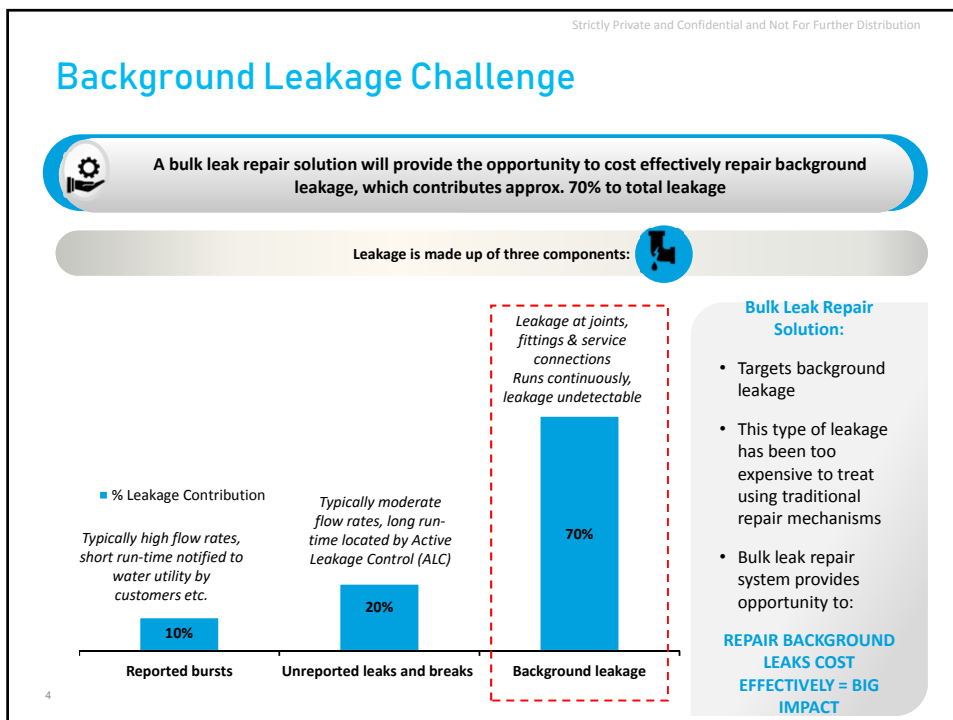 Strictly Private and Confidential and Not For Further Distribution
Background Leakage Challenge
A bulk leak repair solution will provide the opportunity to cost effectively repair background
leakage, which contributes approx. 70% to total leakage
Leakage is made up of three components:
■ % Leakage Contribution
Typically high flow rates,
short run-time notified to
water utility by
customers etc.
10%
Reported bursts
Typically moderate
flow rates, long run-
time located by Active
Leakage Control (ALC)
20%
Unreported leaks and breaks
Leakage at joints,
fittings & service
connections
Runs continuously,
leakage undetectable
70%
Background leakage
Bulk Leak Repair
Solution:
• Targets background
leakage
• This type of leakage
has been too
expensive to treat
using traditional
repair mechanisms
• Bulk leak repair
system provides
opportunity to:
REPAIR BACKGROUND
LEAKS COST
EFFECTIVELY = BIG
IMPACT
4